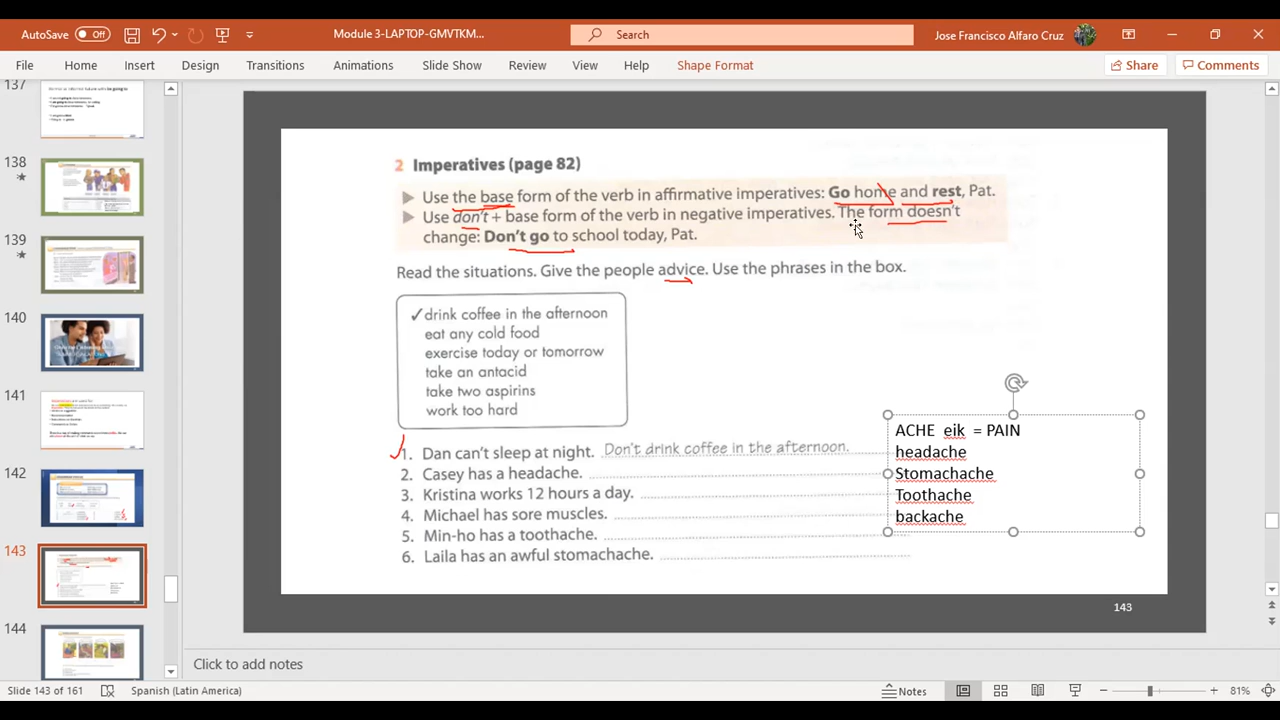 AutoSave Off Module 3-LAPTOP-GMVTKM... Search Jose Francisco Alfaro Cruz
File Home Insert Design Transitions Animations Slide Show Review View Help Shape Format Share Comments
137
138
139
140
141
142
143
144
2 Imperatives (page 82)
Use the base form of the verb in affirmative imperatives: Go home and rest, Pat.
Use don't + base form of the verb in negative imperatives. The form doesn't
change: Don't go to school today, Pat.
Read the situations. Give the people advice. Use the phrases in the box.
✓drink coffee in the afternoon
eat any cold food
exercise today or tomorrow
take an antacid
take two aspirins
work too hard
1. Dan can't sleep at night. Don't drink coffee in the afternoon.
2. Casey has a headache.
3. Kristina works 12 hours a day.
4. Michael has sore muscles.
5. Min-ho has a toothache.
6. Laila has an awful stomachache.
ACHE eik = PAIN
headache
Stomachache
Toothache
backache
143
Click to add notes
Slide 143 of 161 Spanish (Latin America) Notes 81%